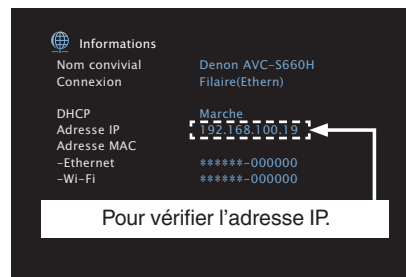 Informations
Nom convivial Denon AVC-S660H
Connexion Filaire(Ethern)
DHCP Marche
Adresse IP 192.168.100.19
Adresse MAC
-Ethernet ******-000000
-Wi-Fi ******-000000
Pour vérifier l'adresse IP.